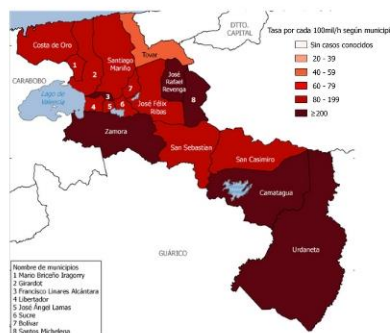 DTTO.
CAPITAL
Tasa por cada 100mil/h según municipi
Sin casos conocidos
20 - 39
40 - 59
60 - 79
80 - 199
≥200
Costa de Oro
Santiago
Mariño
Tovar
CARABOBO
Lago de
Valencia
José
Rafael
Revenga
José Félix
Ribas
1
2
3
4
5
6
7
8
Zamora
San Sebastián
San Casimiro
Camatagua
Urdaneta
GUÁRICO
Nombre de municipios
1 Mario Briceño Iragorry
2 Girardot
3 Francisco Linares Alcántara
4 Libertador
5 José Ángel Lamas
6 Sucre
7 Bolívar
8 Santos Michelena